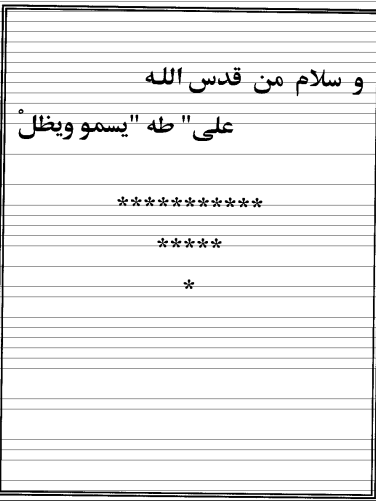 و سلام من قدس الله
على" طه "يسمو ويظلْ
***********
*****
*